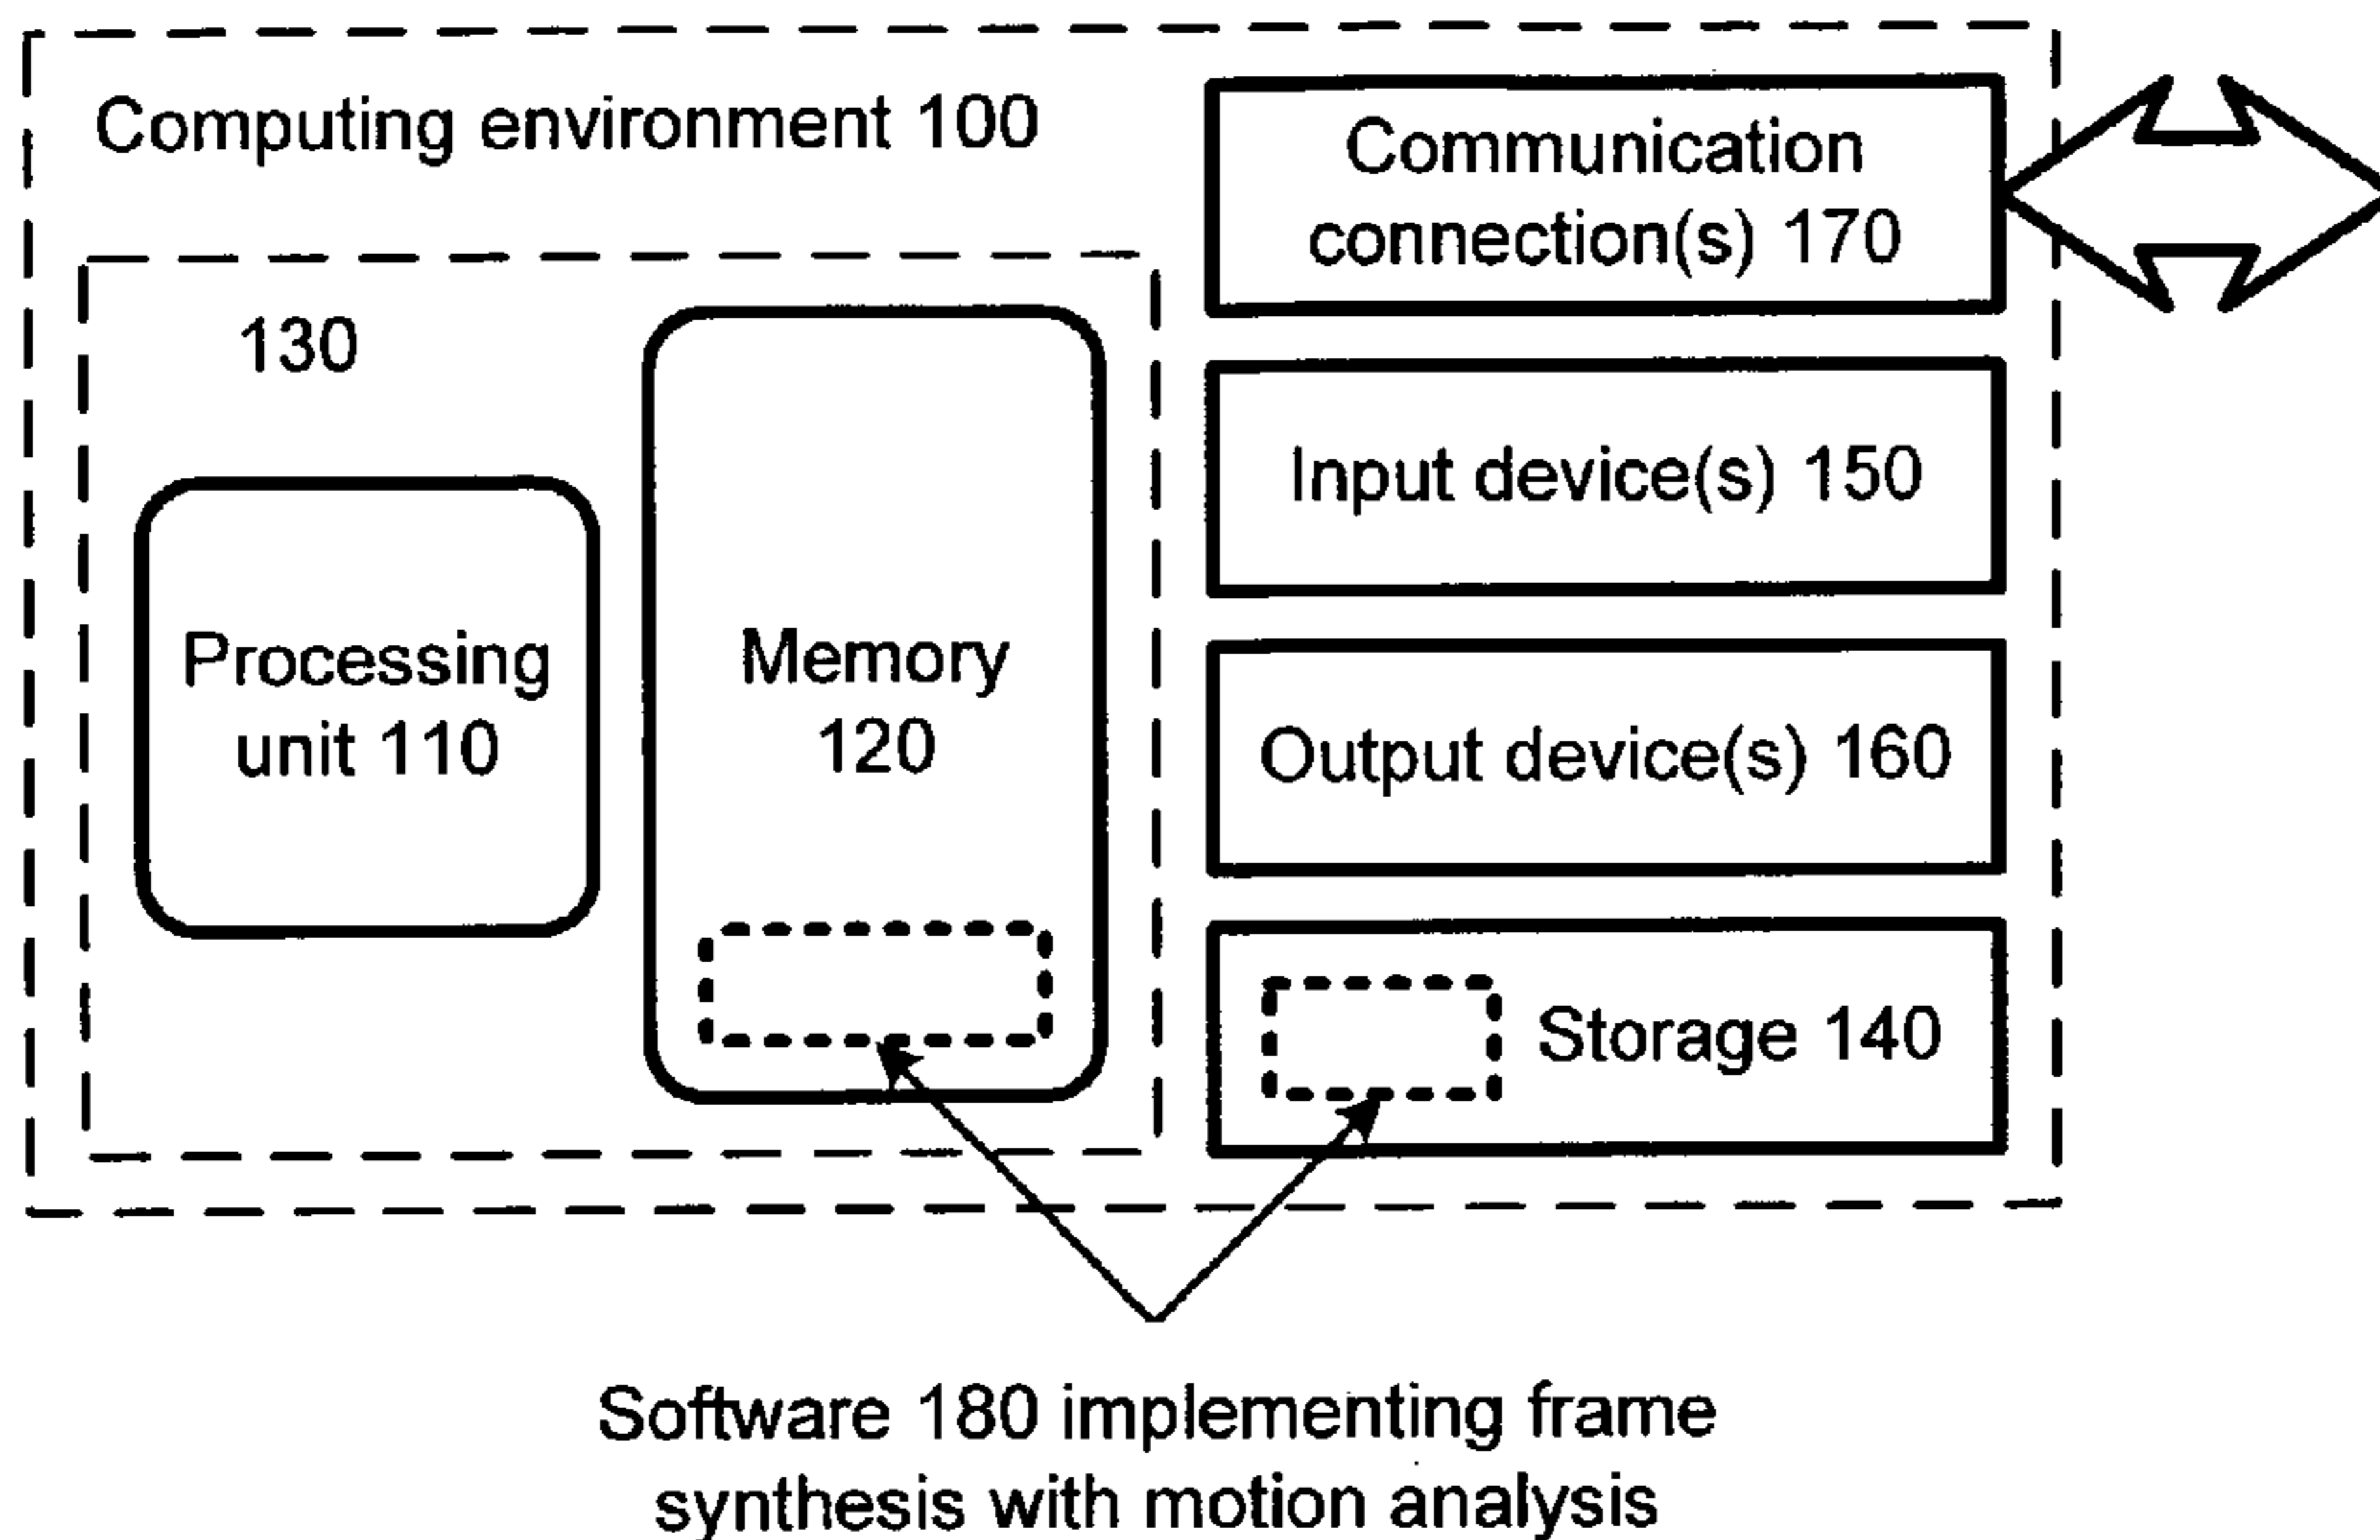 Computing environment 100
Communication
connection(s) 170
130
Input device(s) 150
Processing
unit 110
Memory
120
Output device(s) 160
Storage 140
Software 180 implementing frame
synthesis with motion analysis